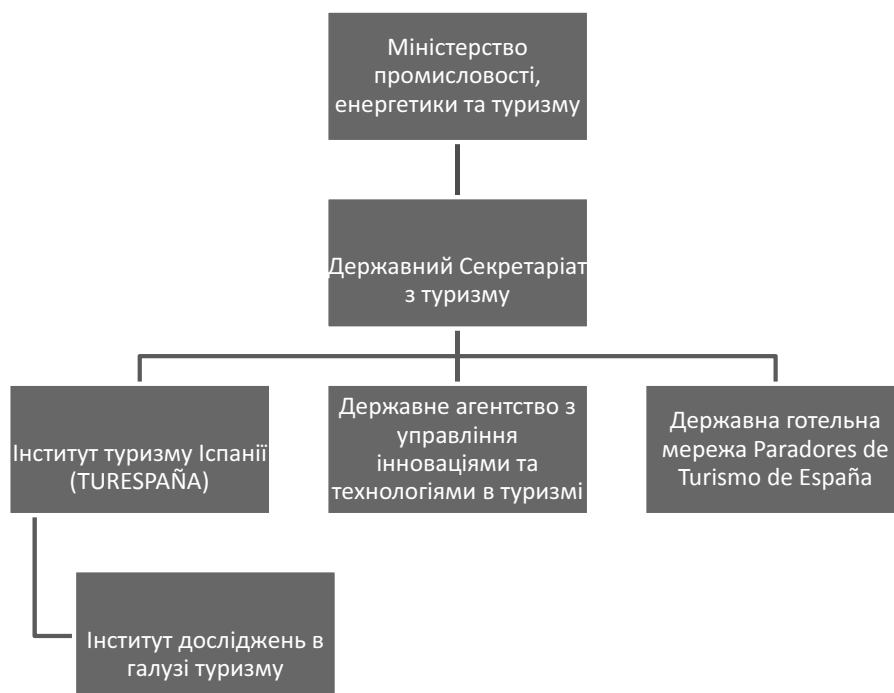 Міністерство
промисловості,
енергетики та туризму
Державний Секретаріат
з туризму
Інститут туризму Іспанії
(TURESPAÑA)
Державне агентство з
управління
інноваціями та
технологіями в туризмі
Державна готельна
мережа Paradores de
Turismo de España
Інститут досліджень в
галузі туризму